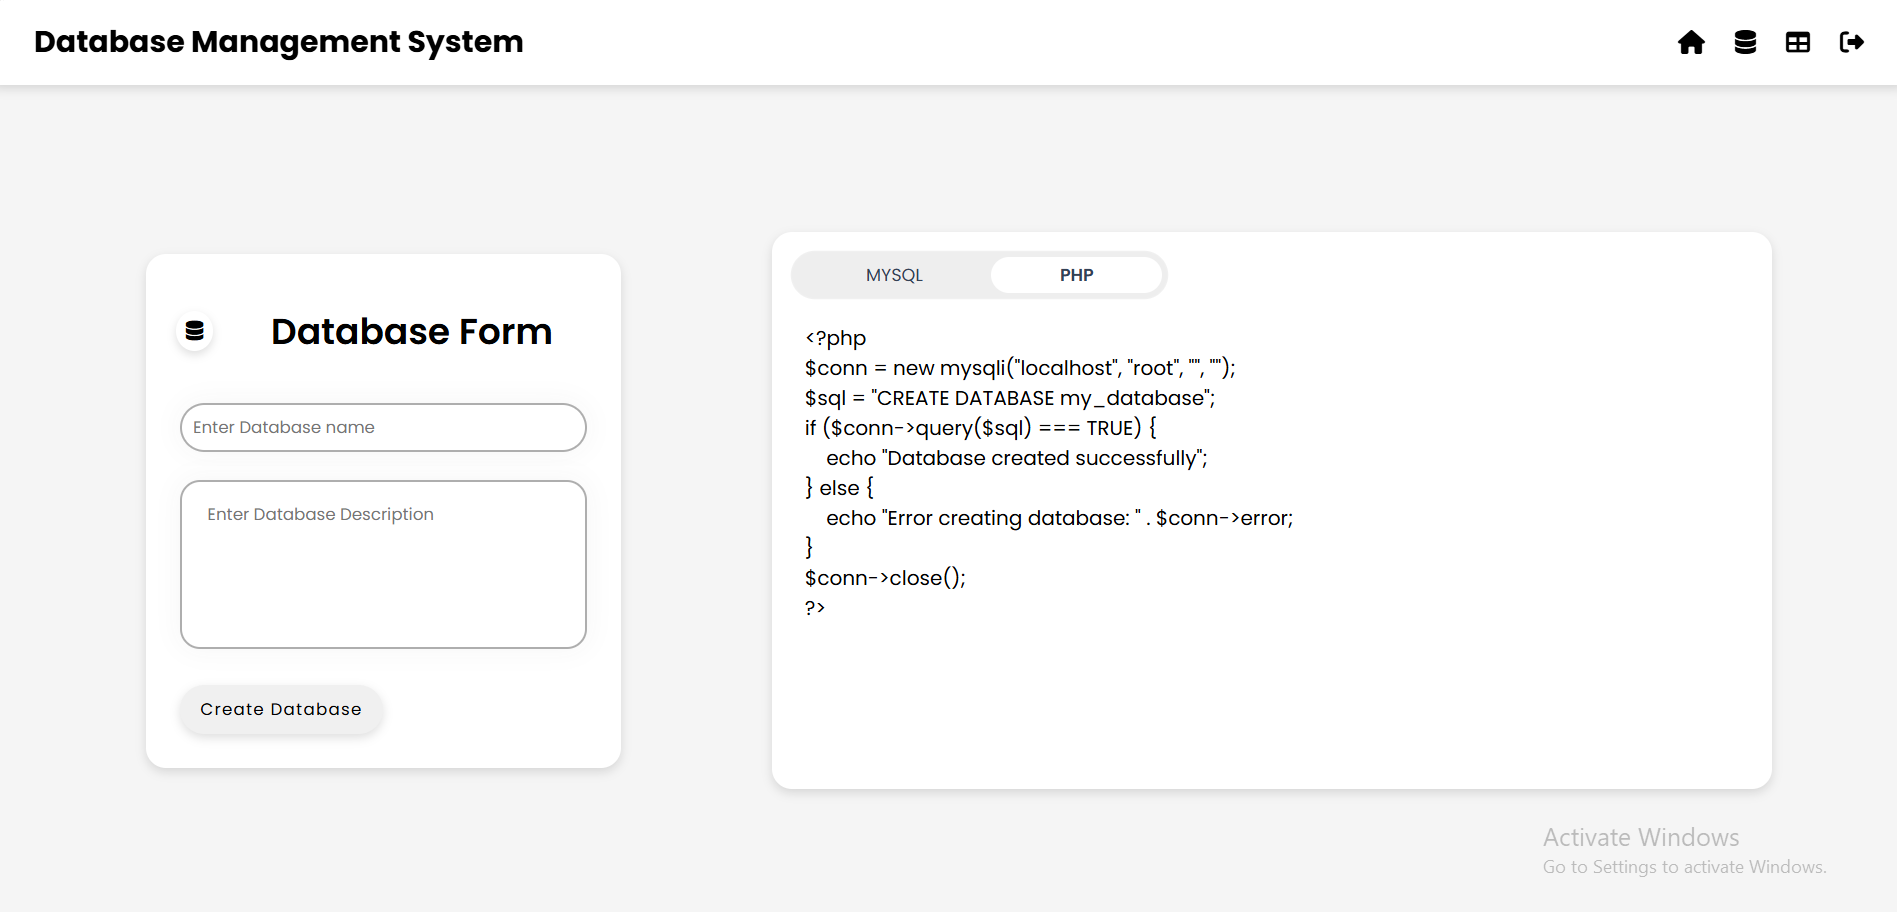 Database Management System
Database Form
Enter Database name
Enter Database Description
Create Database
MYSQL
PHP
<?php
$conn = new mysqli("localhost", "root", "", "");
$sql = "CREATE DATABASE my_database";
if ($conn->query($sql) === TRUE) {
    echo "Database created successfully";
} else {
    echo "Error creating database: " . $conn->error;
}
$conn->close();
?>
Activate Windows
Go to Settings to activate Windows.